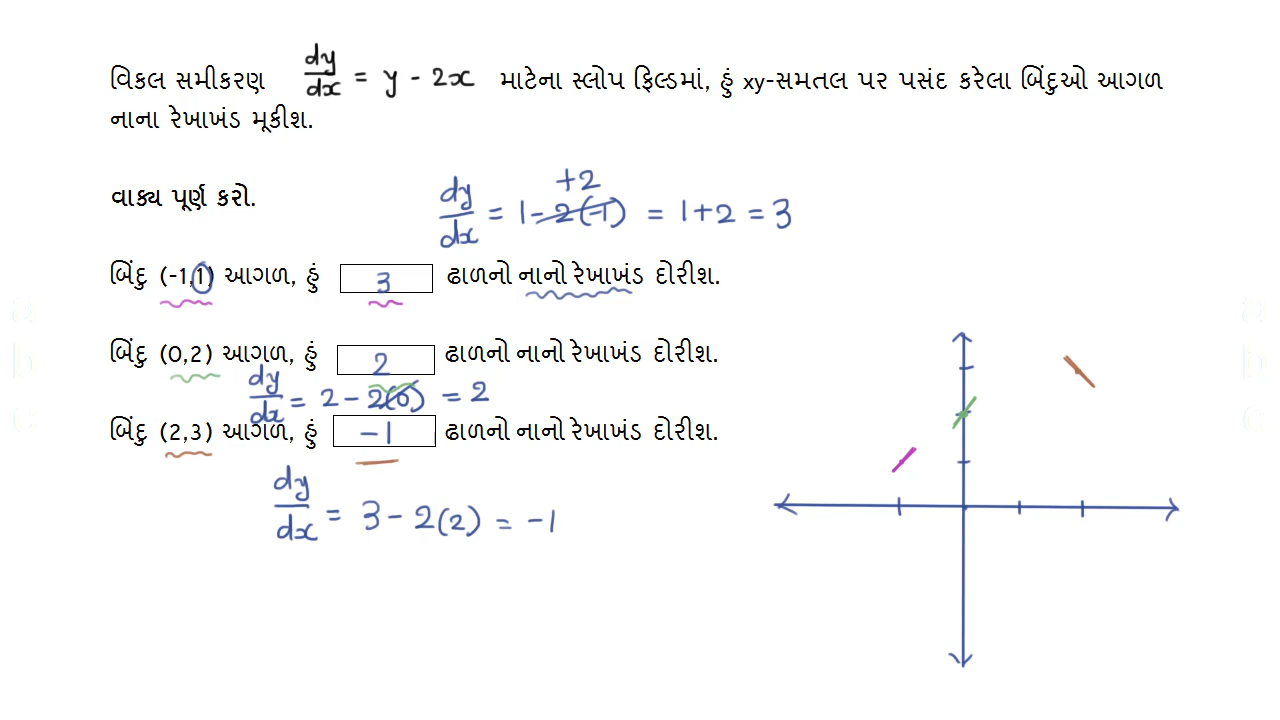 વિકલ સમીકરણ dy/dx = y - 2x માટેના સ્લોપ ફિલ્ડમાં, હું xy-સમતલ પર પસંદ કરેલા બિંદુઓ આગળ
નાના રેખાખંડ મૂકીશ.
વાક્ય પૂર્ણ કરો.
+2
dy/dx = 1 - 2(-1) = 1+2 = 3
બિંદુ (-1,1) આગળ, હું 3 ઢાળનો નાનો રેખાખંડ દોરીશ.
બિંદુ (0,2) આગળ, હું 2 ઢાળનો નાનો રેખાખંડ દોરીશ.
dy/dx = 2 - 2(0) = 2
બિંદુ (2,3) આગળ, હું -1 ઢાળનો નાનો રેખાખંડ દોરીશ.
dy/dx = 3 - 2(2) = -1